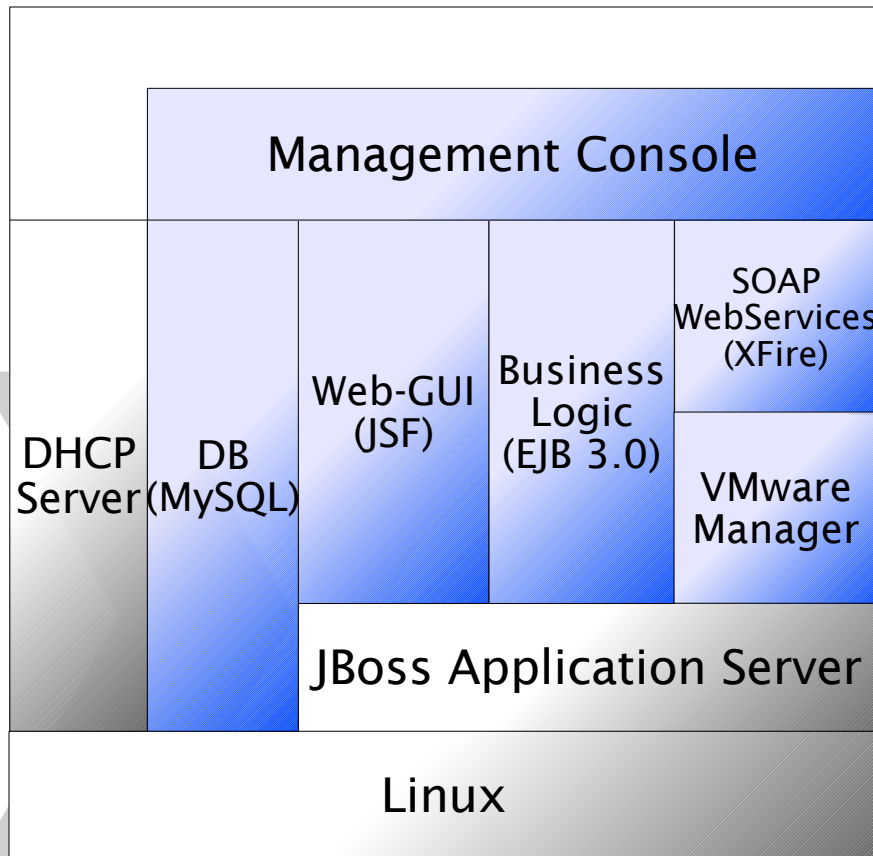 Management Console
DHCP
Server
DB
(MySQL)
Web-GUI
(JSF)
Business
Logic
(EJB 3.0)
SOAP
WebServices
(XFire)
VMware
Manager
JBoss Application Server
Linux